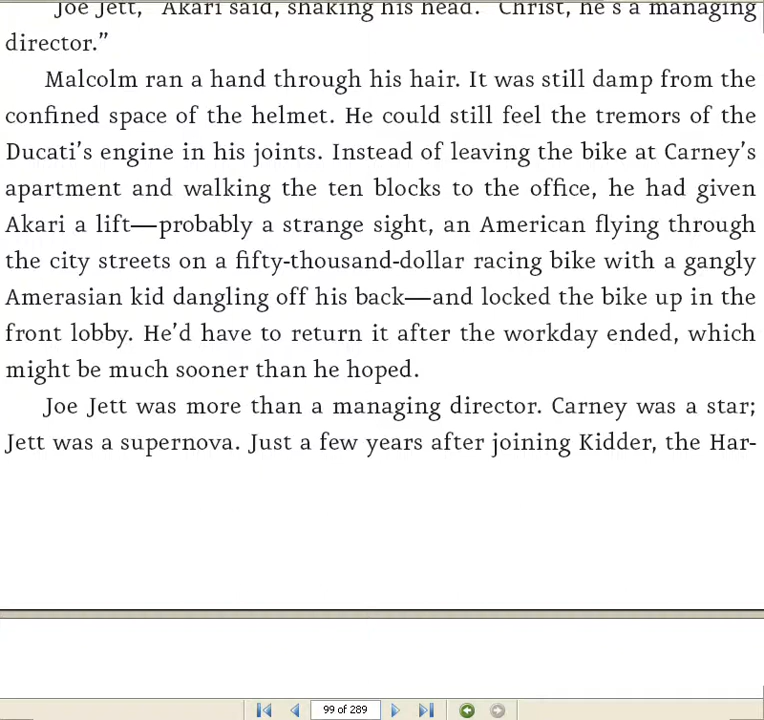 "Joe Jett," Akari said, shaking his head. "Christ, he's a managing
director."
Malcolm ran a hand through his hair. It was still damp from the
confined space of the helmet. He could still feel the tremors of the
Ducati's engine in his joints. Instead of leaving the bike at Carney's
apartment and walking the ten blocks to the office, he had given
Akari a lift—probably a strange sight, an American flying through
the city streets on a fifty-thousand-dollar racing bike with a gangly
Amerasian kid dangling off his back—and locked the bike up in the
front lobby. He'd have to return it after the workday ended, which
might be much sooner than he hoped.
Joe Jett was more than a managing director. Carney was a star;
Jett was a supernova. Just a few years after joining Kidder, the Har-
99 of 289